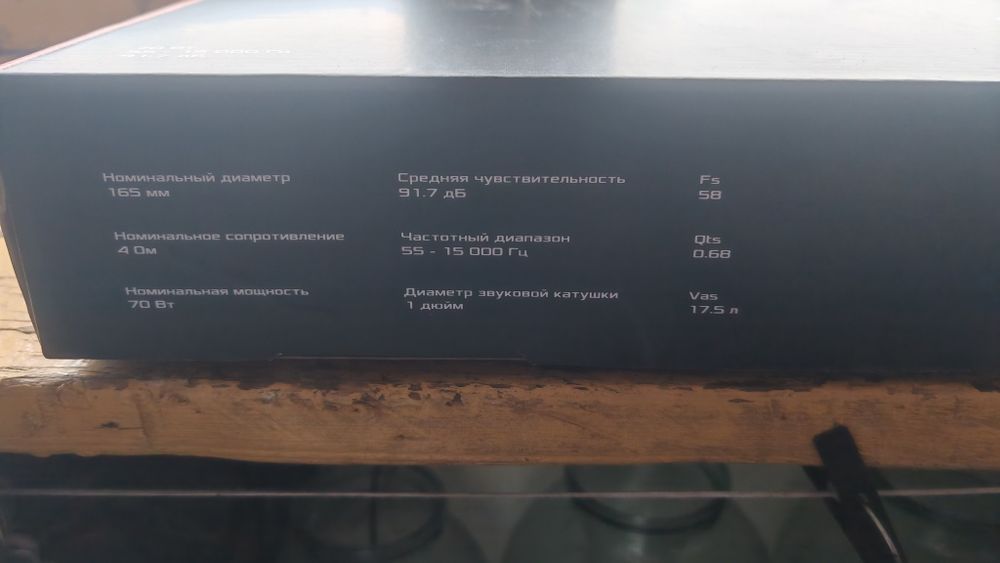 Номинальный диаметр
165 мм
Номинальное сопротивление
4 Ом
Номинальная мощность
70 Вт
Средняя чувствительность
91.7 дБ
Частотный диапазон
55 - 15 000 Гц
Диаметр звуковой катушки
1 дюйм
Fs
58
Qts
0.68
Vas
17.5 л